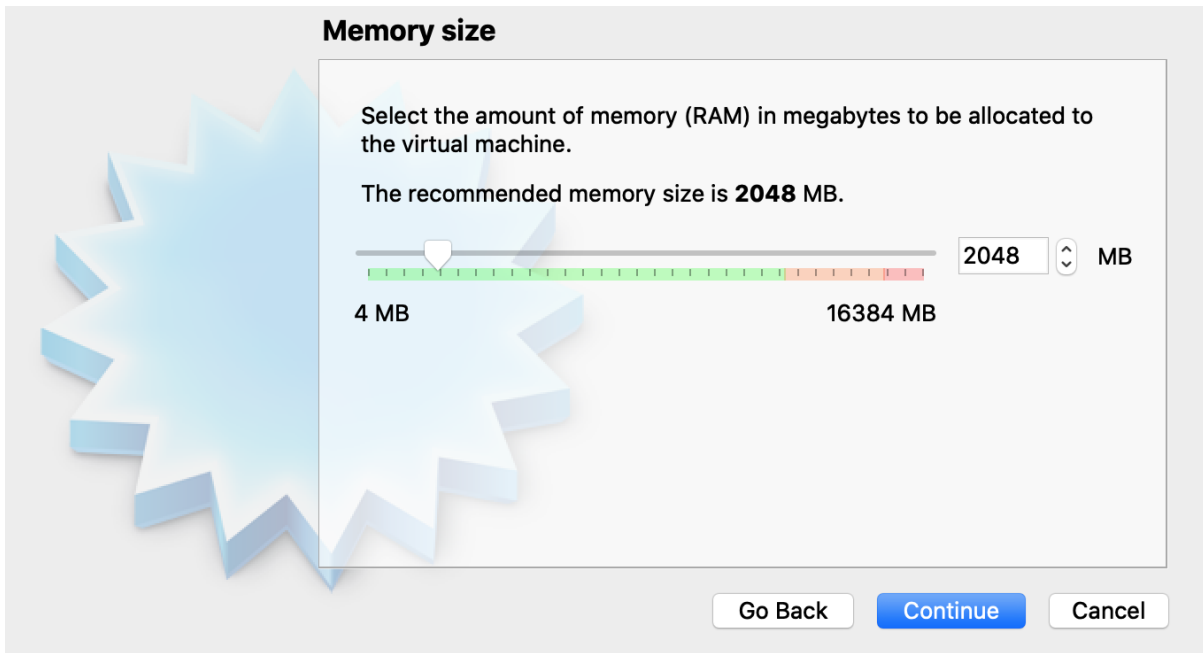 Memory size
Select the amount of memory (RAM) in megabytes to be allocated to
the virtual machine.
The recommended memory size is 2048 MB.
2048 MB
4 MB 16384 MB
Go Back Continue Cancel